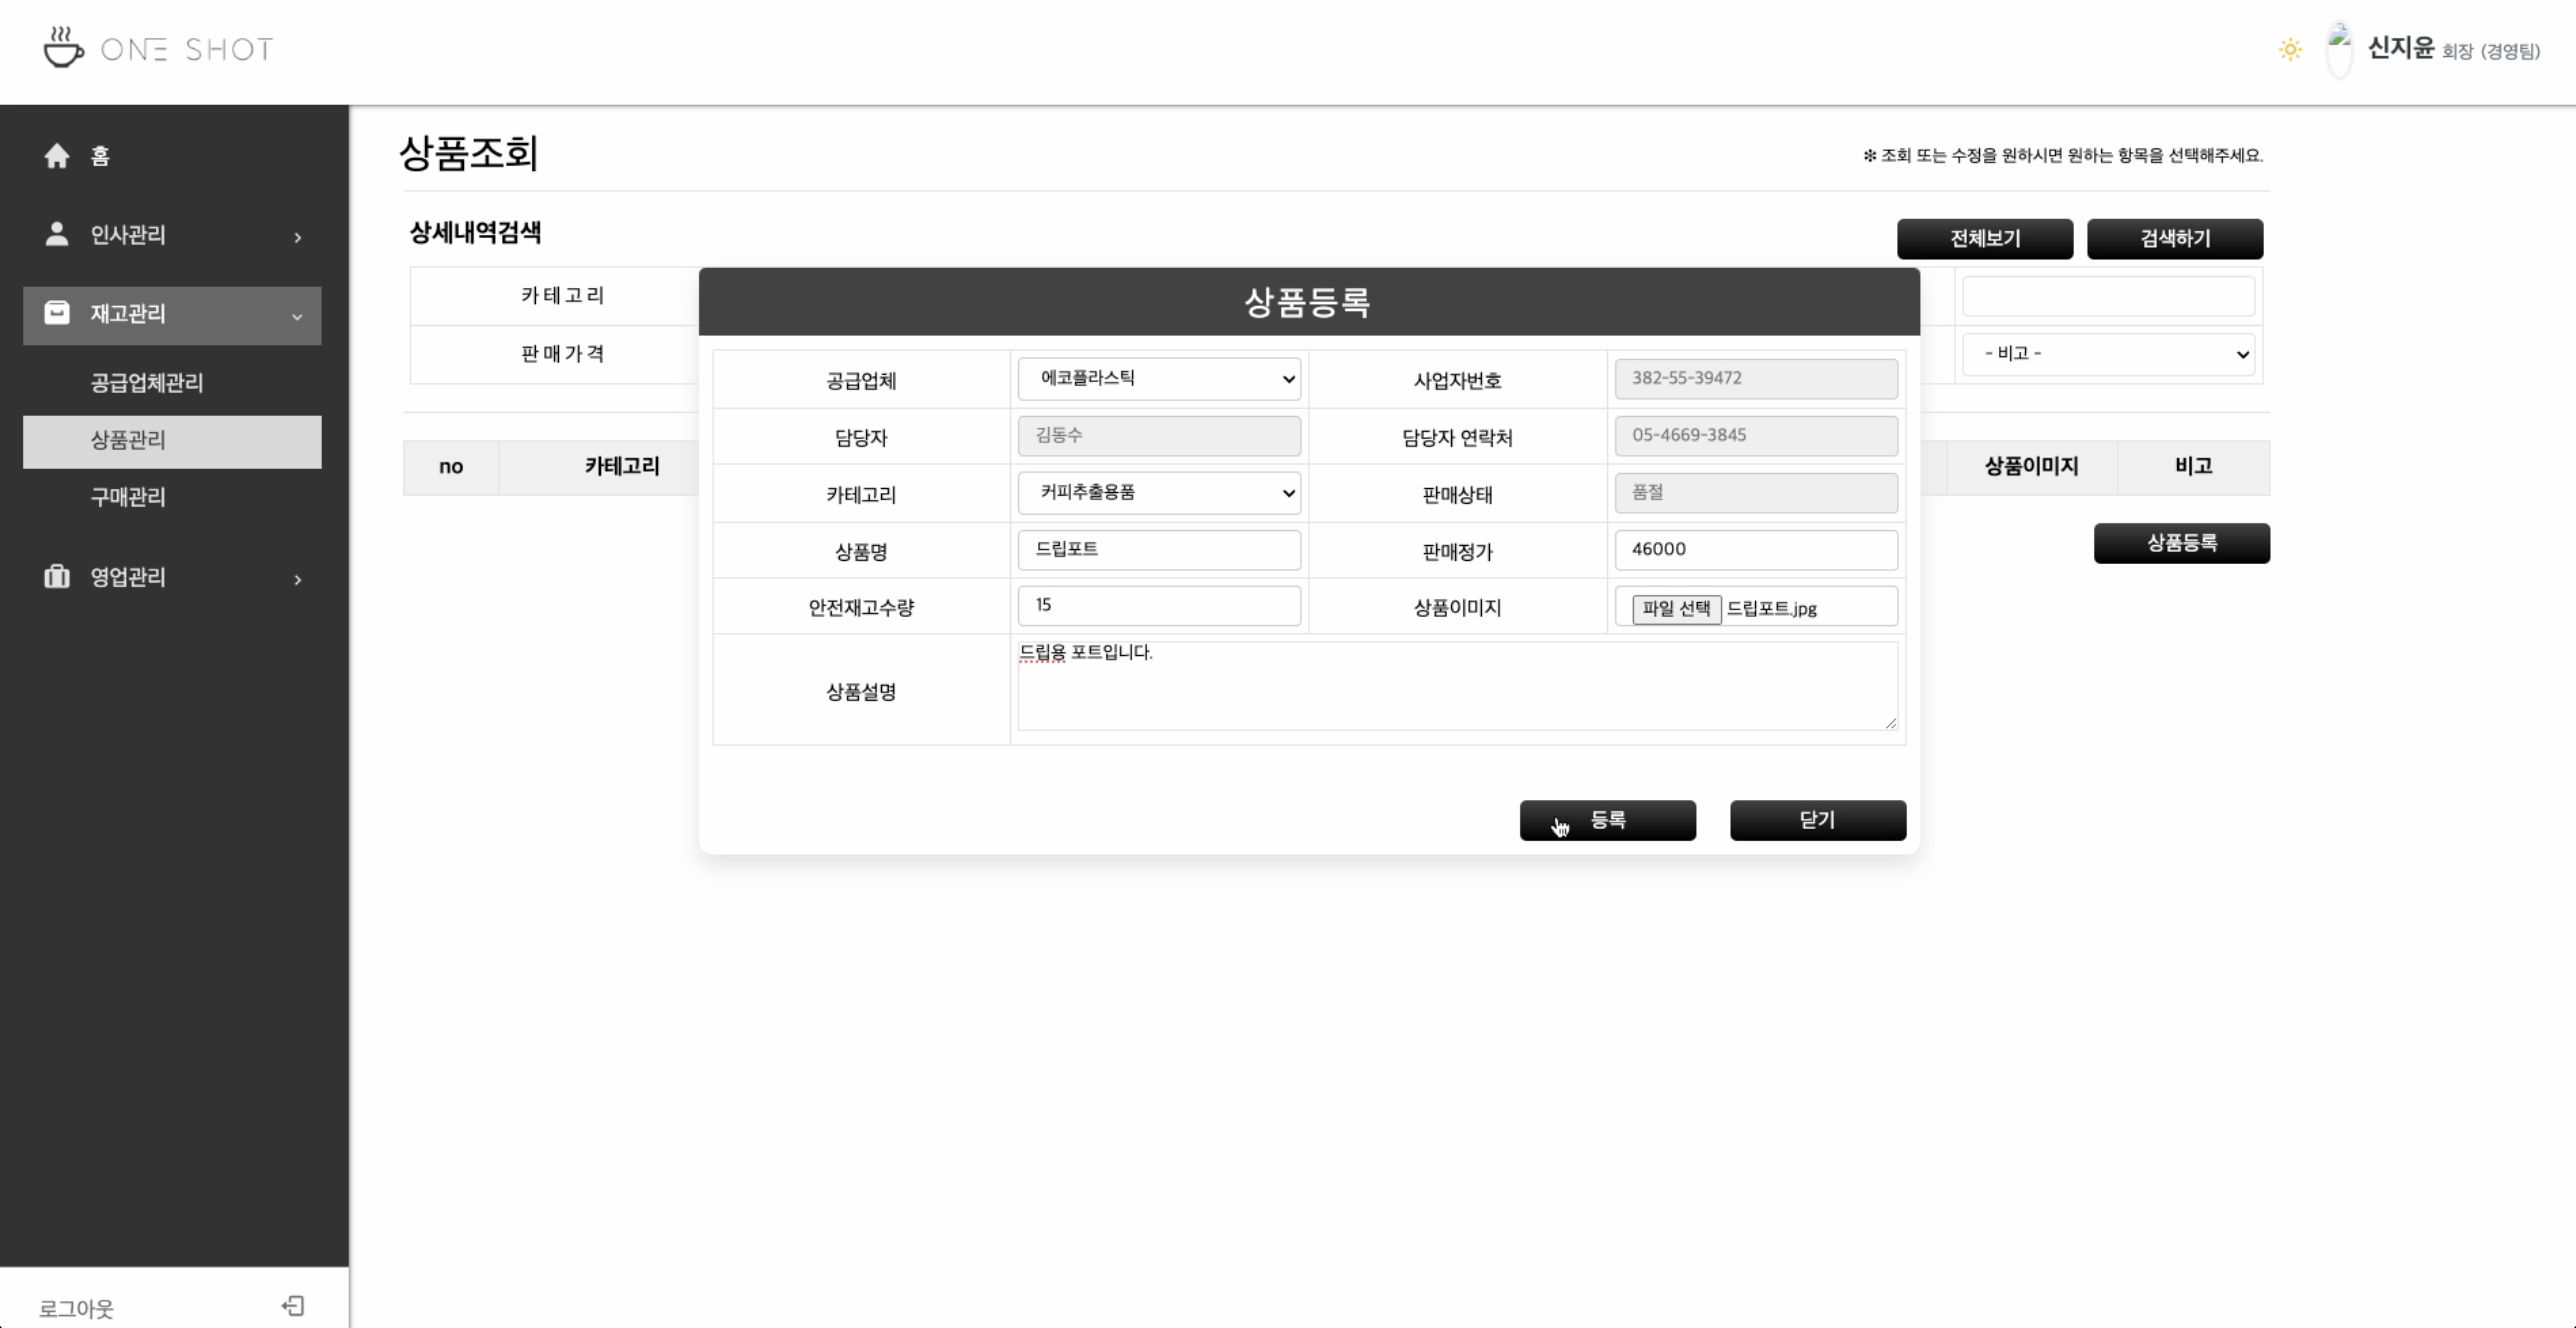 ONE SHOT
신지윤 회장 (경영팀)
홈
인사관리
재고관리
공급업체관리
상품관리
구매관리
영업관리
로그아웃
상품조회
✻ 조회 또는 수정을 원하시면 원하는 항목을 선택해주세요.
상세내역검색
전체보기 검색하기
카 테 고 리
판 매 가 격
- 비고 -
no 카테고리 상품이미지 비고
상품등록
상품등록
공급업체 에코플라스틱 사업자번호 382-55-39472
담당자 김동수 담당자 연락처 05-4669-3845
카테고리 커피추출용품 판매상태 품절
상품명 드립포트 판매정가 46000
안전재고수량 15 상품이미지 파일 선택 드립포트.jpg
상품설명 드립용 포트입니다.
등록 닫기